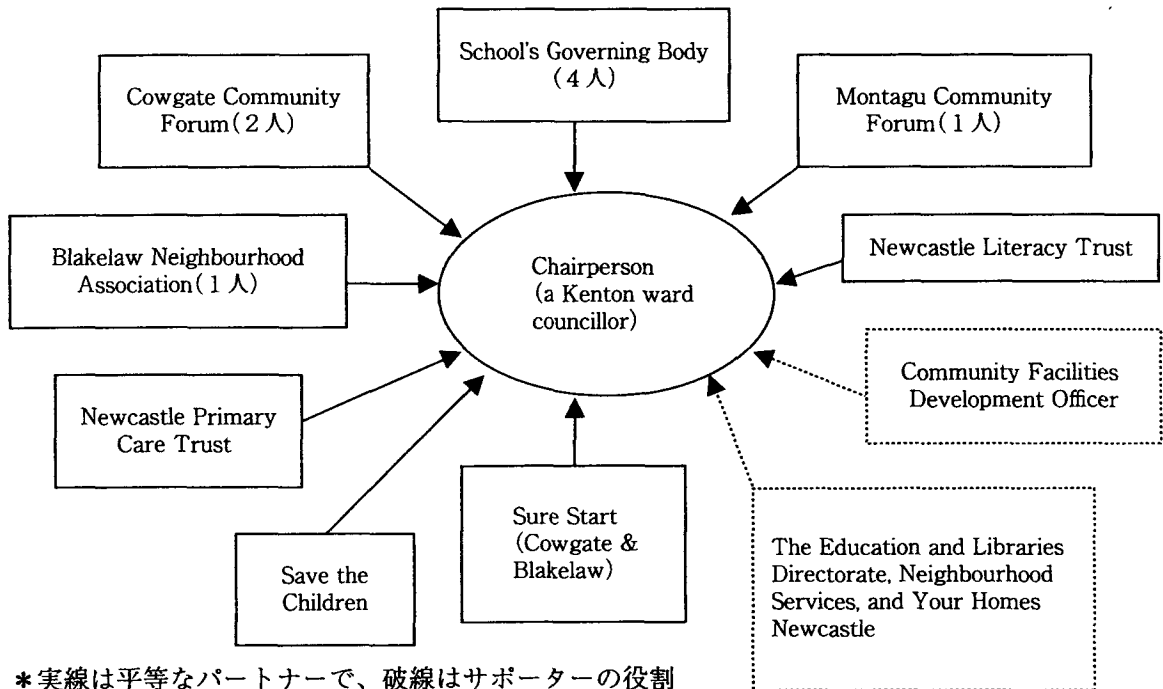 School's Governing Body
(4人)
Cowgate Community
Forum(2人)
Montagu Community
Forum(1人)
Blakelaw Neighbourhood
Association(1人)
Newcastle Literacy Trust
Chairperson
(a Kenton ward
councillor)
Community Facilities
Development Officer
Newcastle Primary
Care Trust
Sure Start
(Cowgate &
Blakelaw)
Save the
Children
The Education and Libraries
Directorate, Neighbourhood
Services, and Your Homes
Newcastle
*実線は平等なパートナーで、破線はサポーターの役割